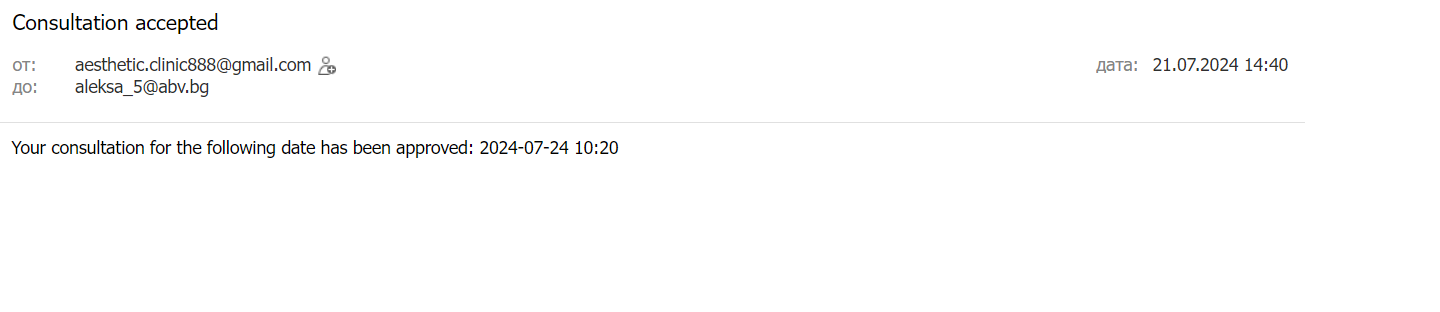 Consultation accepted
от: aesthetic.clinic888@gmail.com дата: 21.07.2024 14:40
до: aleksa_5@abv.bg
Your consultation for the following date has been approved: 2024-07-24 10:20